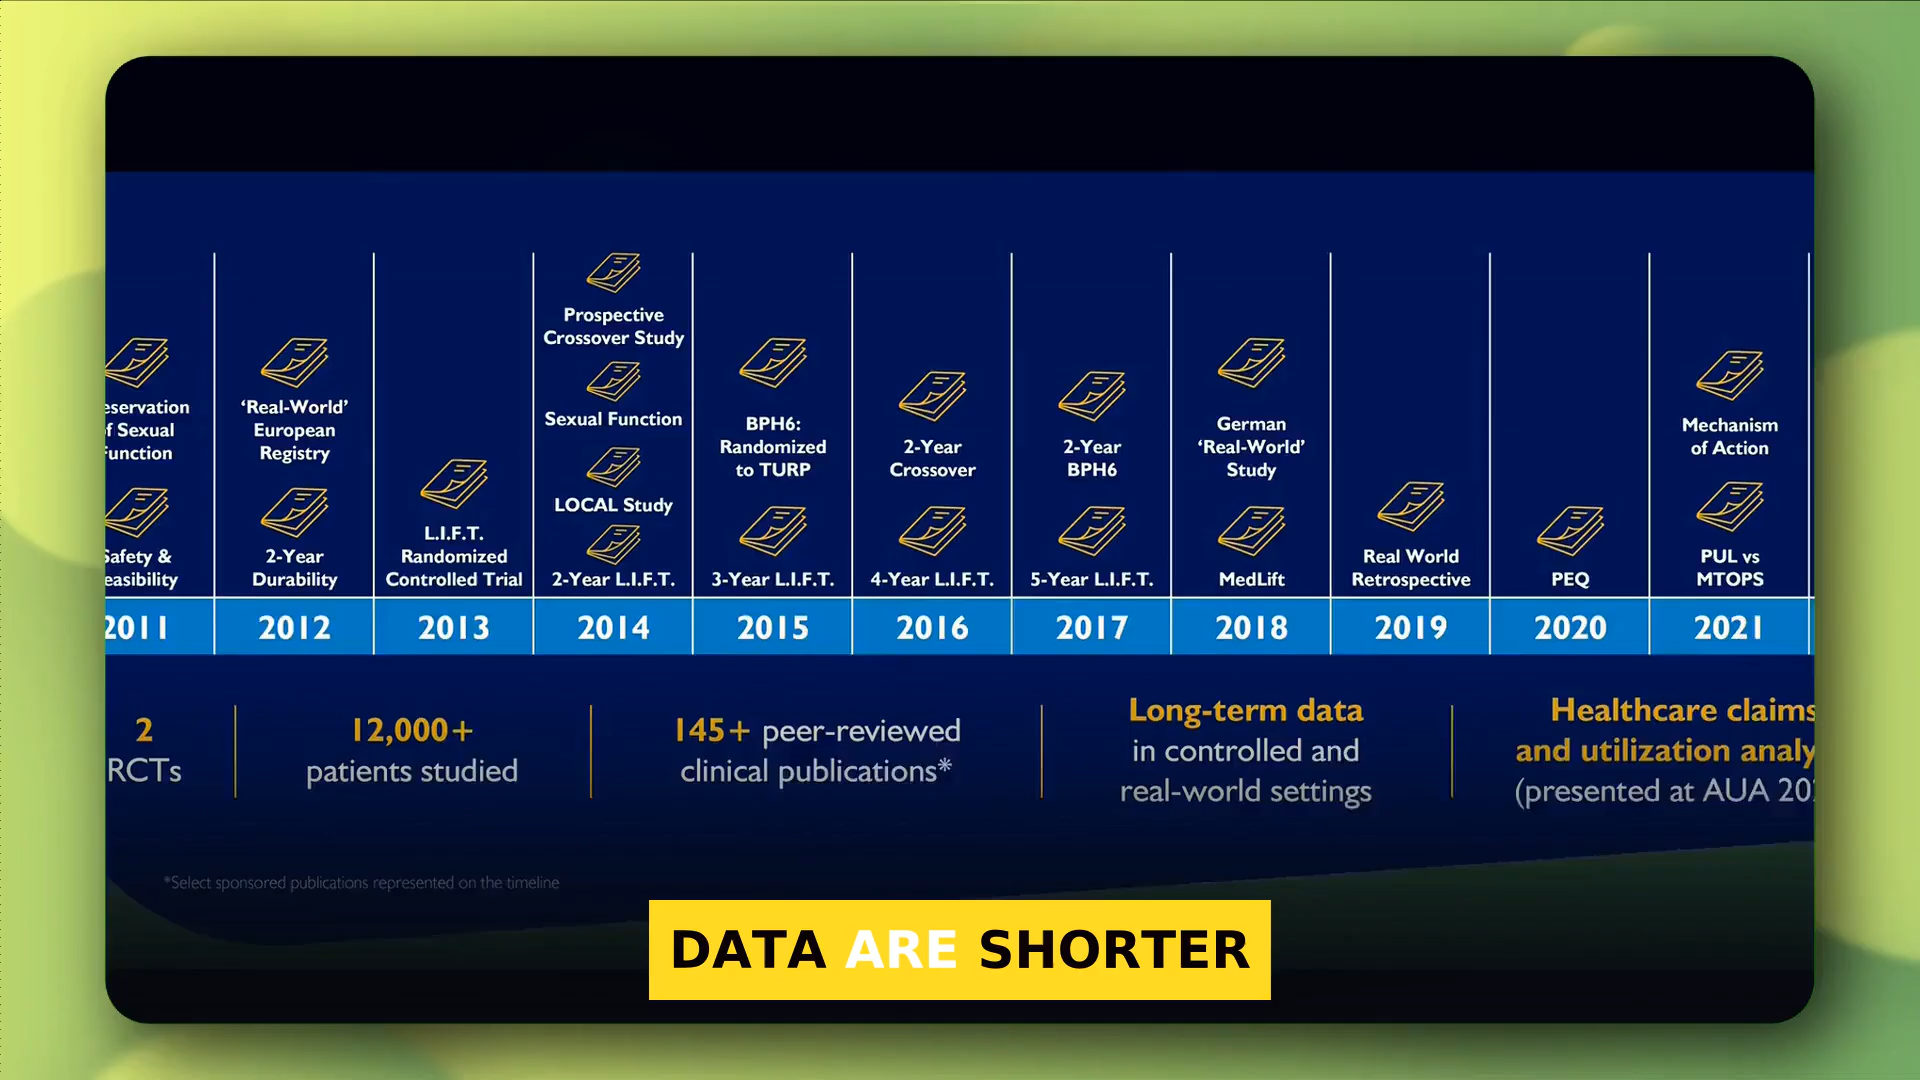 Prospective
Crossover Study
Sexual Function
LOCAL Study
2-Year L.I.F.T.
eservation
of Sexual
Function
Safety &
easibility
'Real-World'
European
Registry
2-Year
Durability
L.I.F.T.
Randomized
Controlled Trial
BPH6:
Randomized
to TURP
3-Year L.I.F.T.
2-Year
Crossover
4-Year L.I.F.T.
2-Year
BPH6
5-Year L.I.F.T.
German
'Real-World'
Study
MedLift
Real World
Retrospective
PEQ
Mechanism
of Action
PUL vs
MTOPS
2011 2012 2013 2014 2015 2016 2017 2018 2019 2020 2021
2
RCTs
12,000+
patients studied
145+ peer-reviewed
clinical publications*
Long-term data
in controlled and
real-world settings
Healthcare claims
and utilization analy
(presented at AUA 20
*Select sponsored publications represented on the timeline
DATA ARE SHORTER